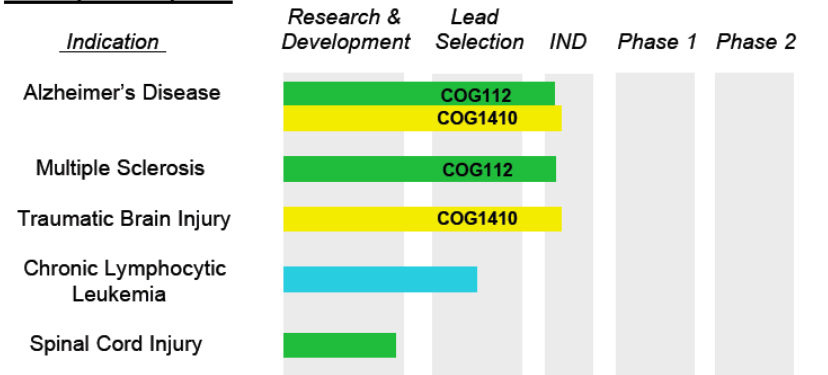 Research &
Development
Lead
Selection
IND
Phase 1
Phase 2
Indication
Alzheimer's Disease
COG112
COG1410
Multiple Sclerosis
COG112
Traumatic Brain Injury
COG1410
Chronic Lymphocytic
Leukemia
Spinal Cord Injury